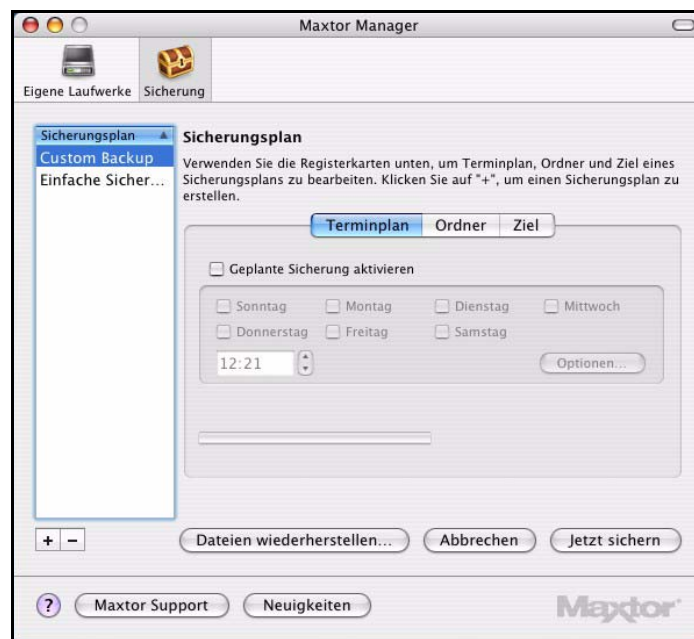 Maxtor Manager
Eigene Laufwerke
Sicherung
Sicherungsplan
Custom Backup
Einfache Sicher...
Sicherungsplan
Verwenden Sie die Registerkarten unten, um Terminplan, Ordner und Ziel eines
Sicherungsplans zu bearbeiten. Klicken Sie auf "+", um einen Sicherungsplan zu
erstellen.
Terminplan Ordner Ziel
Geplante Sicherung aktivieren
Sonntag Montag Dienstag Mittwoch
Donnerstag Freitag Samstag
12:21
Optionen...
+ −
Dateien wiederherstellen... Abbrechen Jetzt sichern
? Maxtor Support Neuigkeiten
Maxtor